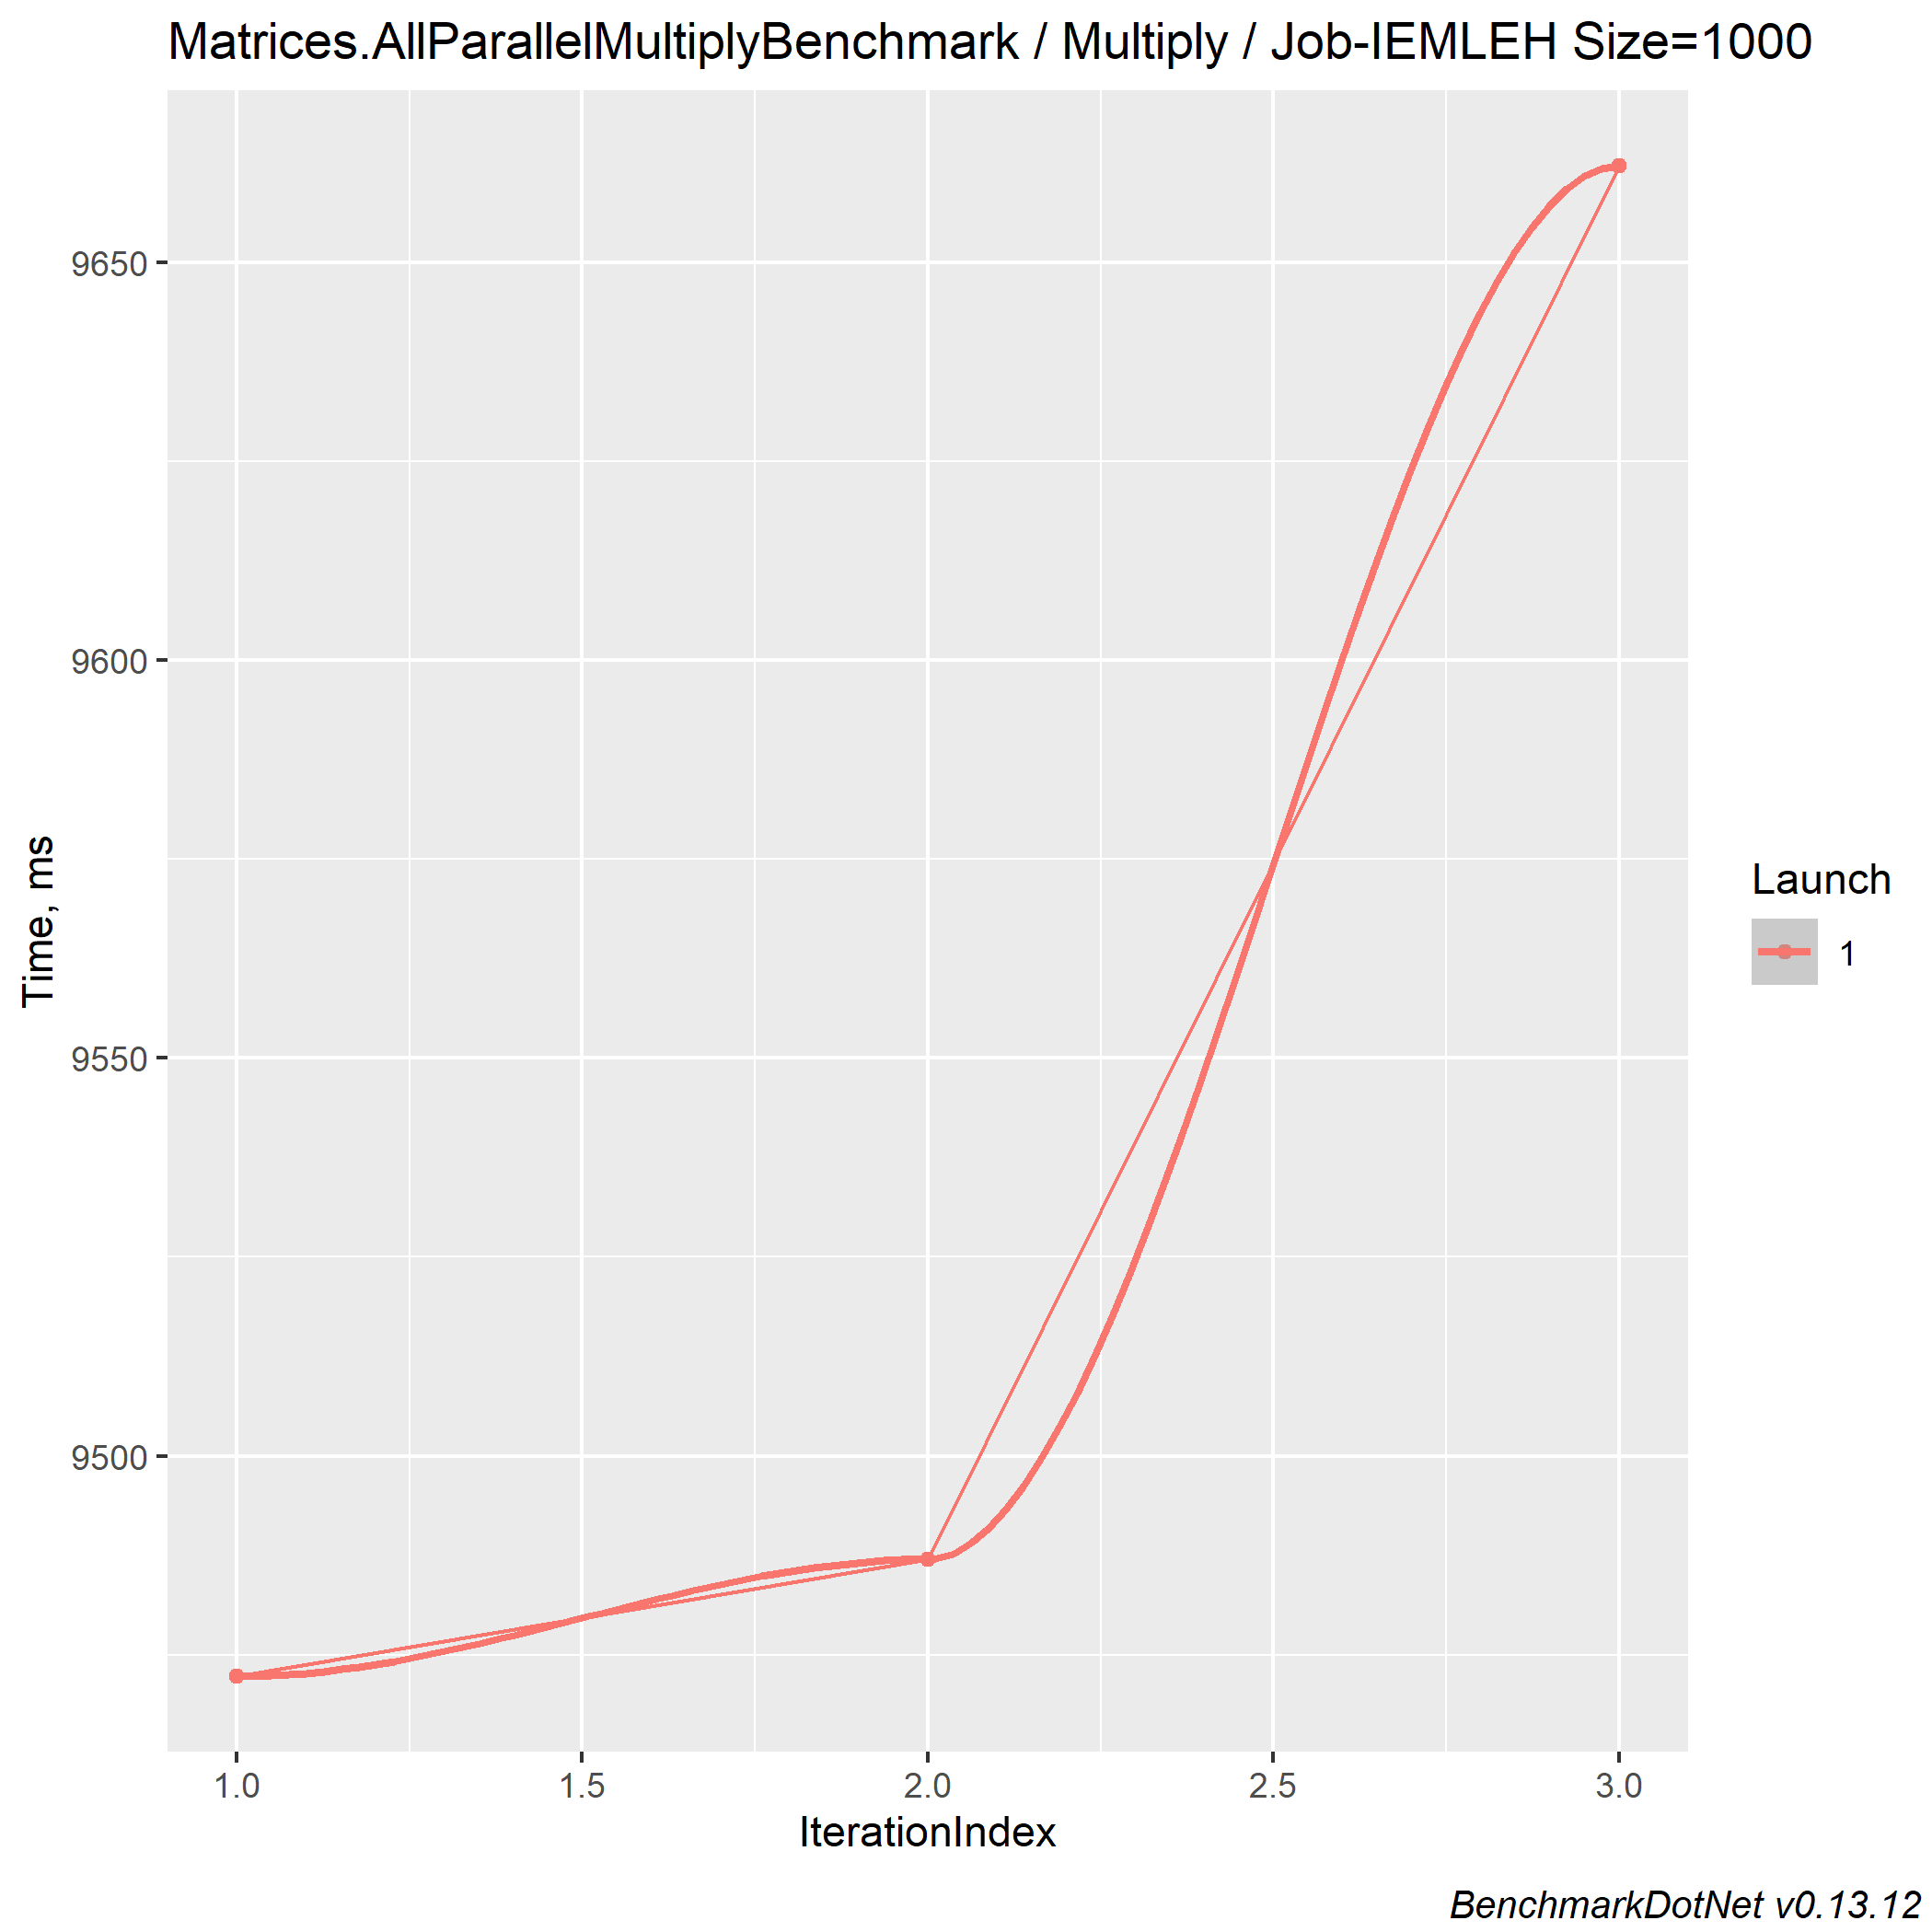 Matrices.AllParallelMultiplyBenchmark / Multiply / Job-IEMLEH Size=1000
Time, ms
9650
9600
9550
9500
1.0 1.5 2.0 2.5 3.0
IterationIndex
Launch
1
BenchmarkDotNet v0.13.12